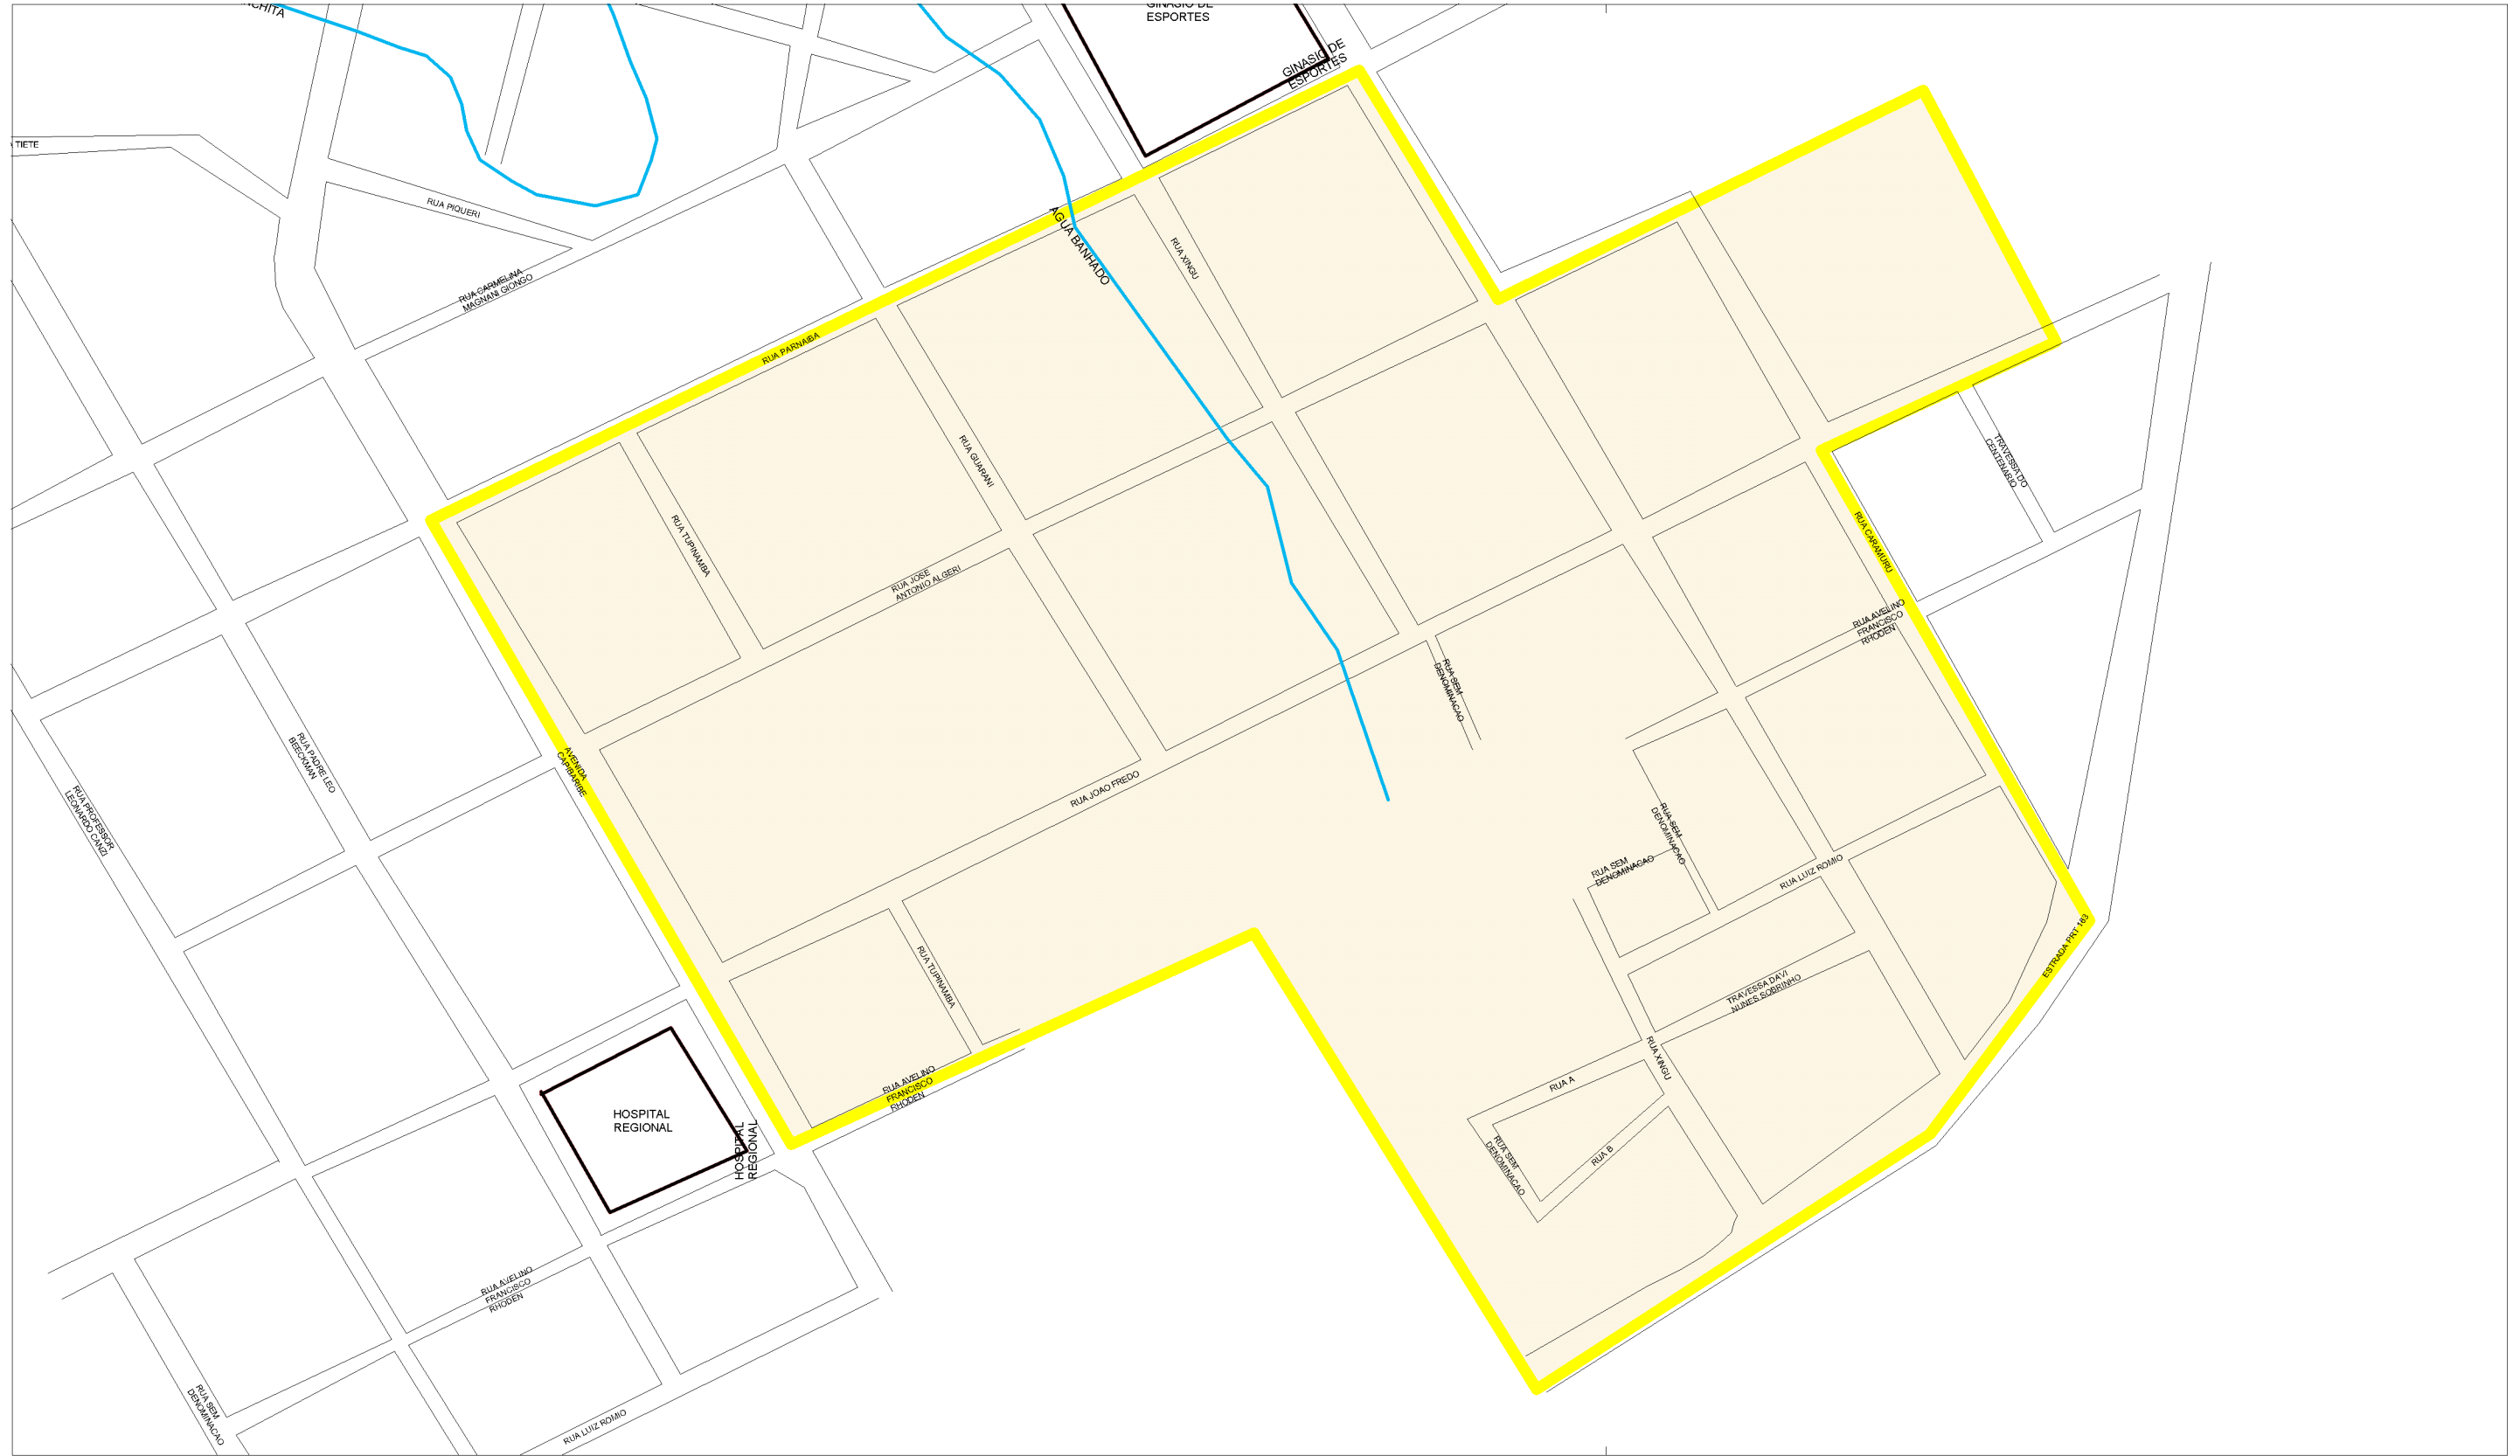 GINASIO DE
ESPORTES
GINASIO DE
ESPORTES
TIETE
RUA PIQUERI
AGUA BANHADO
RUA XINGU
RUA CARMELINA
MAGNANI GIONGO
RUA PARNAIBA
RUA GUARANI
TRAVESSA DO
CENTENARIO
RUA TUPINAMBA
RUA CARAMURU
RUA JOSE
ANTONIO ALGERI
RUA AVELINO
FRANCISCO
RHODEN
RUA SEM
DENOMINACAO
RUA PADRE LEO
BEECKMAN
AVENIDA
CAPIBARIBE
RUA JOAO FREDO
RUA PROFESSOR
LEONARDO CANZI
RUA SEM
DENOMINACAO
RUA SEM
DENOMINACAO
RUA LUIZ ROMIO
ESTRADA PRT 163
RUA TUPINAMBA
TRAVESSA DAVI
NUNES SOBRINHO
RUA XINGU
RUA AVELINO
FRANCISCO
RHODEN
RUA A
HOSPITAL
REGIONAL
HOSPITAL
REGIONAL
RUA SEM
DENOMINACAO
RUA B
RUA AVELINO
FRANCISCO
RHODEN
RUA SEM
DENOMINACAO
RUA LUIZ ROMIO